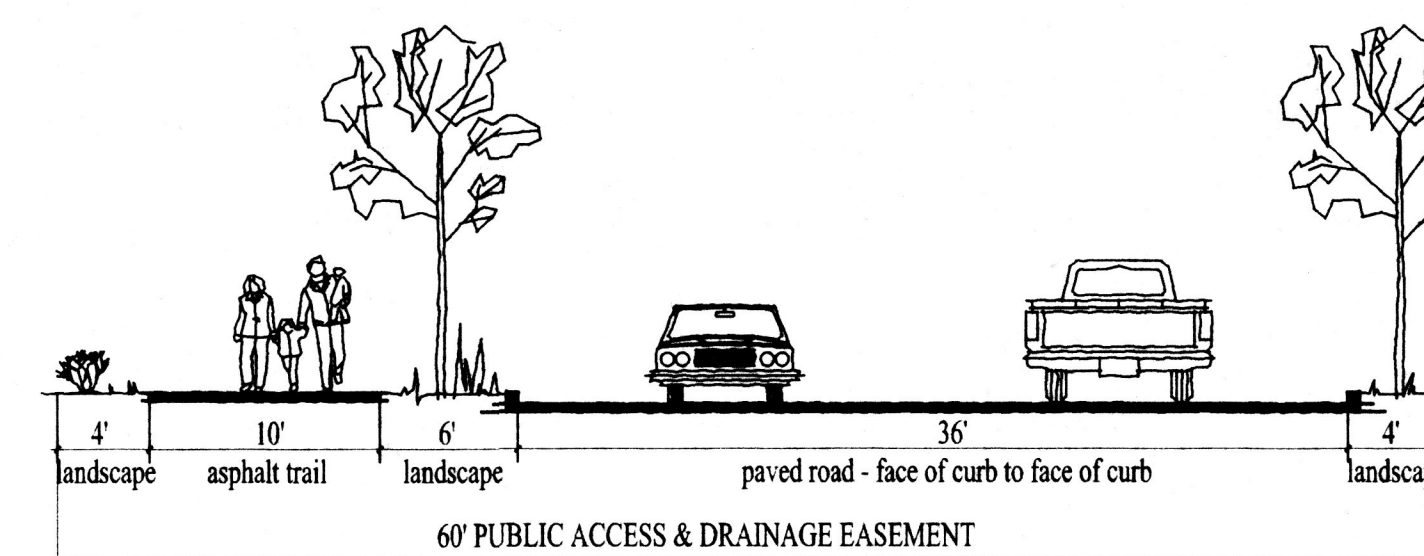 4' 10' 6' 36' 4'
landscape asphalt trail landscape paved road - face of curb to face of curb landsca
60' PUBLIC ACCESS & DRAINAGE EASEMENT